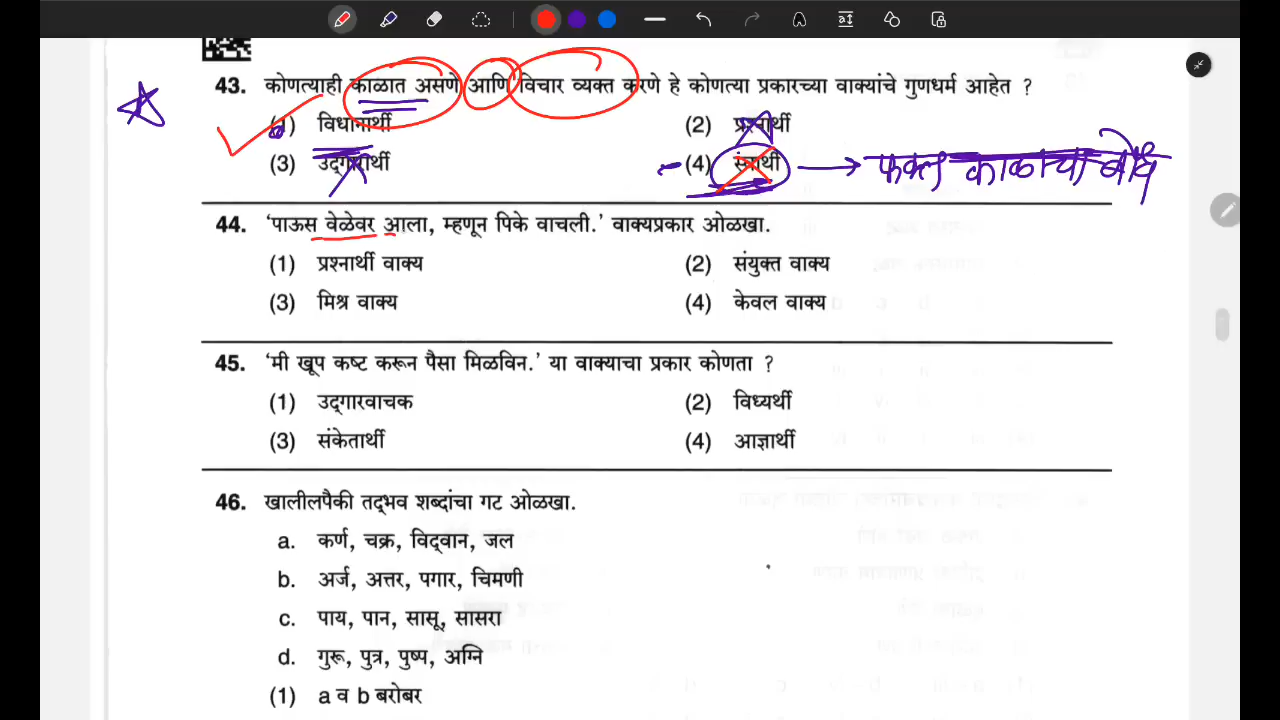 43. कोणत्याही काळात असणे आणि विचार व्यक्त करणे हे कोणत्या प्रकारच्या वाक्यांचे गुणधर्म आहेत ?
(1) विधानार्थी (2) प्रश्नार्थी
(3) उद्गारार्थी (4) स्वार्थी → फक्त काळाचा बोध
44. 'पाऊस वेळेवर आला, म्हणून पिके वाचली.' वाक्यप्रकार ओळखा.
(1) प्रश्नार्थी वाक्य (2) संयुक्त वाक्य
(3) मिश्र वाक्य (4) केवल वाक्य
45. 'मी खूप कष्ट करून पैसा मिळविन.' या वाक्याचा प्रकार कोणता ?
(1) उद्‌गारवाचक (2) विध्यर्थी
(3) संकेतार्थी (4) आज्ञार्थी
46. खालीलपैकी तद्‌भव शब्दांचा गट ओळखा.
a. कर्ण, चक्र, विद्‌वान, जल
b. अर्ज, अत्तर, पगार, चिमणी
c. पाय, पान, सासू, सासरा
d. गुरू, पुत्र, पुष्प, अग्नि
(1) a व b बरोबर